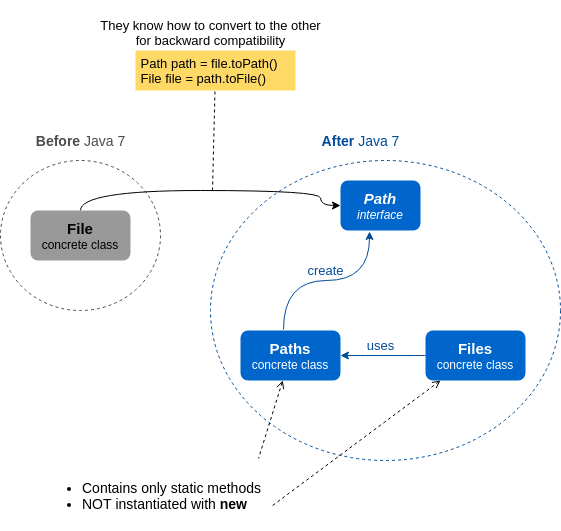 They know how to convert to the other
for backward compatibility
Path path = file.toPath()
File file = path.toFile()
Before Java 7
After Java 7
Path
interface
File
concrete class
create
Paths
concrete class
uses
Files
concrete class
• Contains only static methods
• NOT instantiated with new